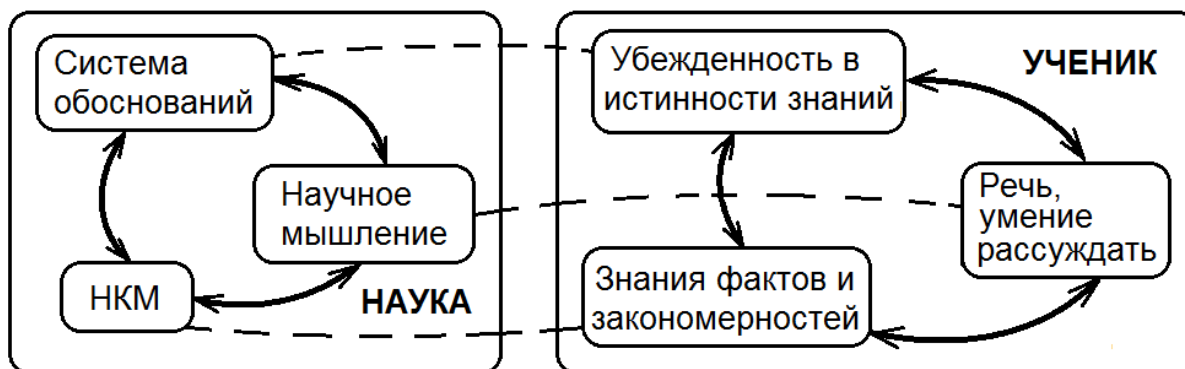 Система
обоснований
Научное
мышление
НКМ
НАУКА
Убежденность в
истинности знаний
УЧЕНИК
Речь,
умение
рассуждать
Знания фактов и
закономерностей